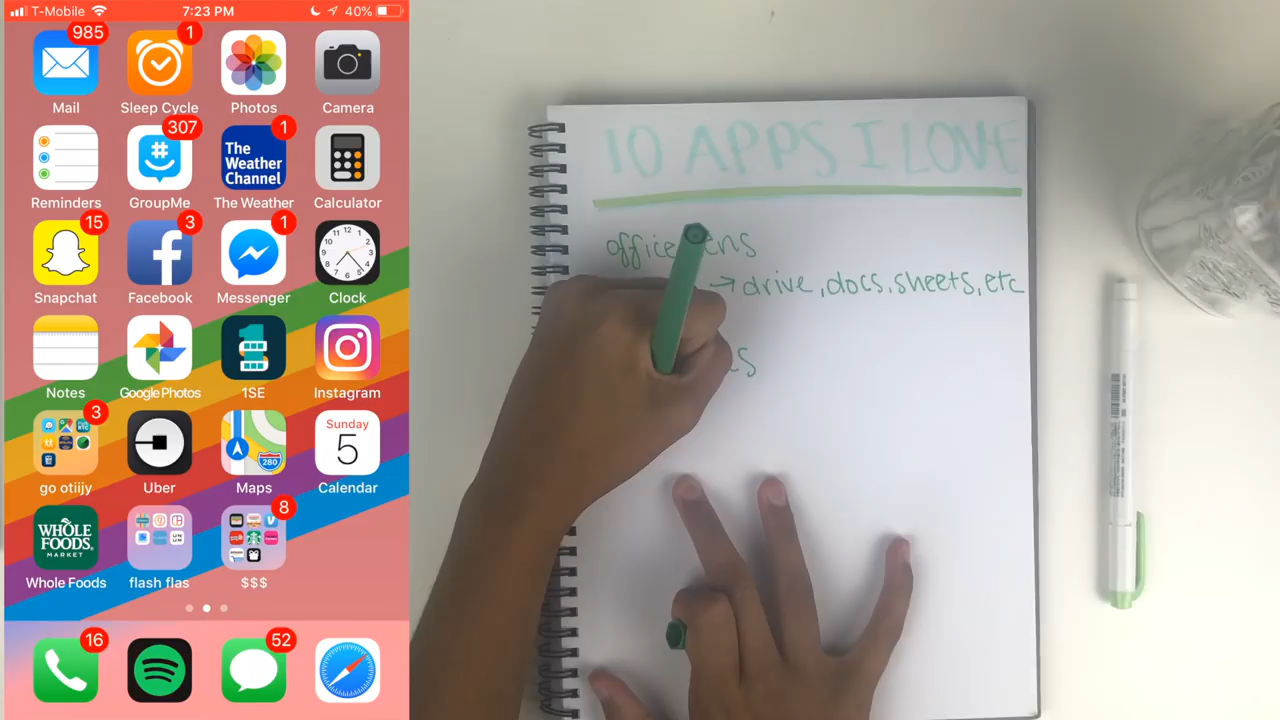 T-Mobile 7:23 PM 40%
985 1
Mail Sleep Cycle Photos Camera
307 1
The Weather Channel
Reminders GroupMe The Weather Calculator
15 3 1
Snapchat Facebook Messenger Clock
1
Notes Google Photos 1SE Instagram
3 Sunday
280 5
go otiijy Uber Maps Calendar
8
WHOLE FOODS MARKET
Whole Foods flash flas $$$
16 52
10 APPS I LOVE
office lens
→ drive, docs, sheets, etc